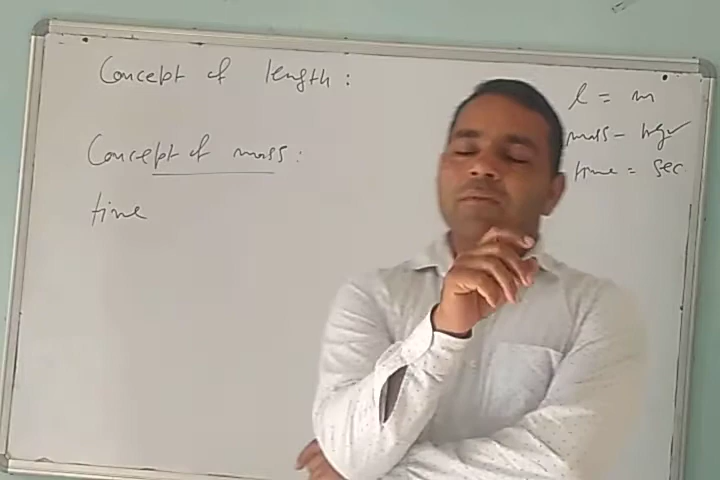 Concept of length :
Concept of mass :
time
l = m
mass - kg
time = sec